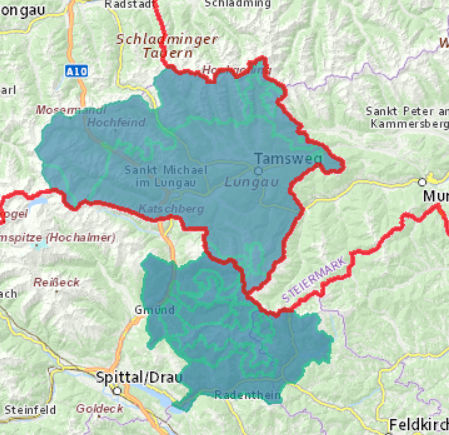 ongau
Radstadt
Schladming
Schladminger
Tauern
A10
Hochgolling
arl
Mosermandl
Hochfeind
Sankt Peter am
Kammersberg
Tamsweg
Sankt Michael
im Lungau
Lungau
Mur
Katschberg
ogel
mspitze (Hochalmer)
Reißeck
STEIERMARK
ach
Gmünd
Spittal/Drau
Radenthein
Steinfeld
Goldeck
Feldkirch